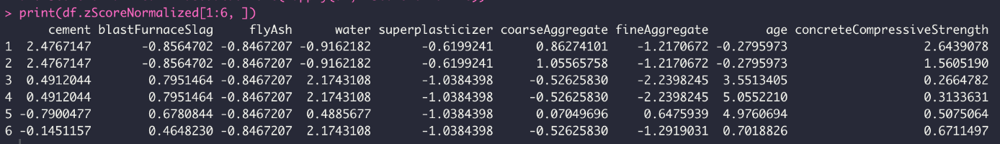 > print(df.zScoreNormalized[1:6, ])
cement blastFurnaceSlag flyAsh water superplasticizer coarseAggregate fineAggregate age concreteCompressiveStrength
1 2.4767147 -0.8564702 -0.8467207 -0.9162182 -0.6199241 0.86274101 -1.2170672 -0.2795973 2.6439078
2 2.4767147 -0.8564702 -0.8467207 -0.9162182 -0.6199241 1.05565758 -1.2170672 -0.2795973 1.5605190
3 0.4912044 0.7951464 -0.8467207 2.1743108 -1.0384398 -0.52625830 -2.2398245 3.5513405 0.2664782
4 0.4912044 0.7951464 -0.8467207 2.1743108 -1.0384398 -0.52625830 -2.2398245 5.0552210 0.3133631
5 -0.7900477 0.6780844 -0.8467207 0.4885677 -1.0384398 0.07049696 0.6475939 4.9760694 0.5075064
6 -0.1451157 0.4648230 -0.8467207 2.1743108 -1.0384398 -0.52625830 -1.2919031 0.7018826 0.6711497